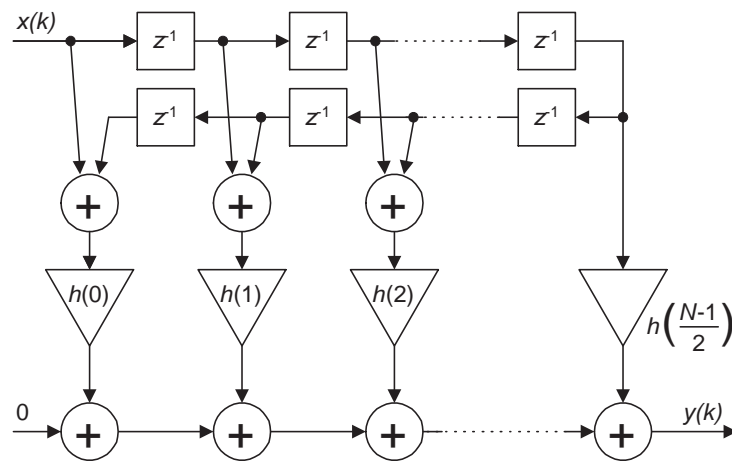 x(k)
z⁻¹ z⁻¹ z⁻¹
z⁻¹ z⁻¹ z⁻¹
+ + +
h(0) h(1) h(2)
h(N-1/2)
0 + + + + y(k)